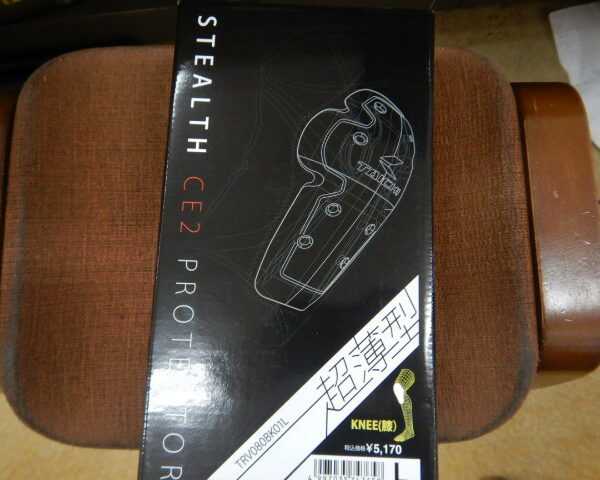 STEALTH CE2 PROTECTOR
TAICHI
超薄型
TRV080BK01L
KNEE(膝)
税込価格 ¥5,170
L